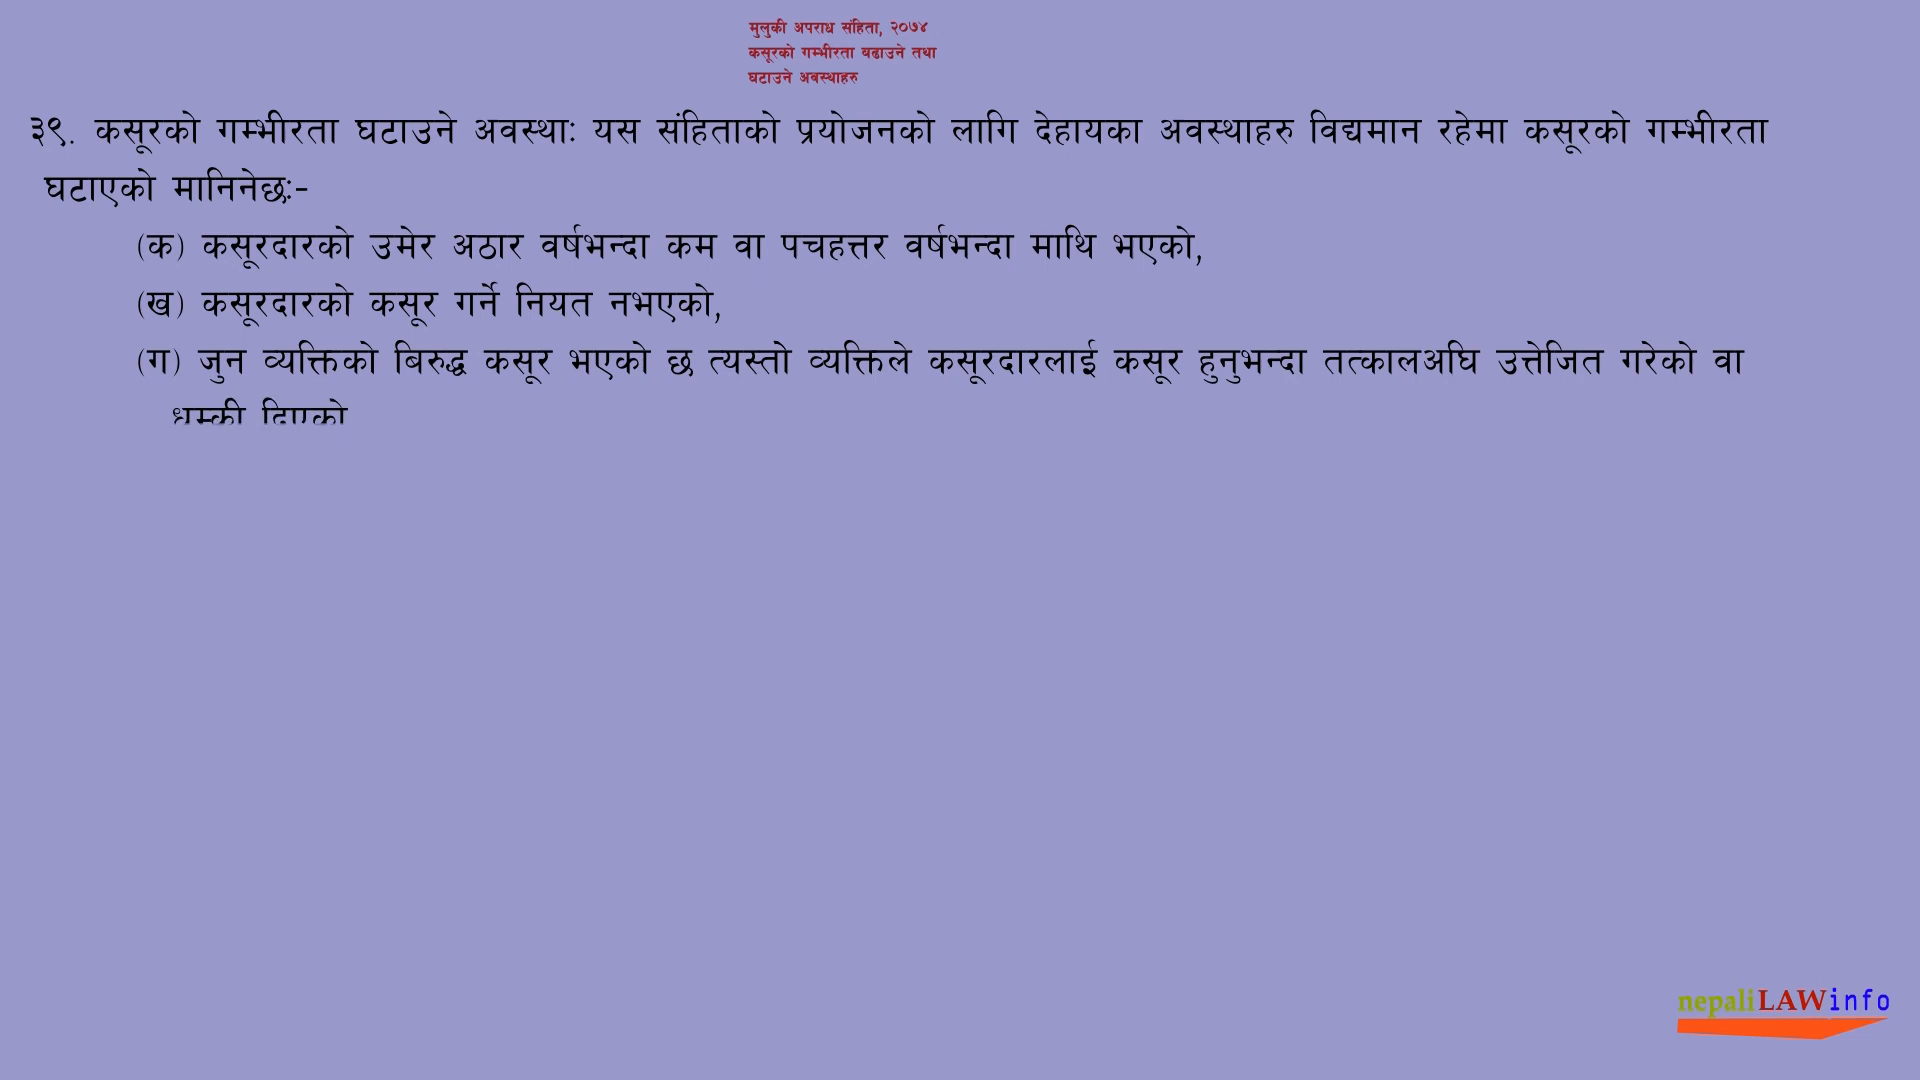 मुलुकी अपराध संहिता, २०७४
कसूरको गम्भीरता बढाउने तथा
घटाउने अवस्थाहरु
३९. कसूरको गम्भीरता घटाउने अवस्थाः यस संहिताको प्रयोजनको लागि देहायका अवस्थाहरु विद्यमान रहेमा कसूरको गम्भीरता
घटाएको मानिनेछः-
(क) कसूरदारको उमेर अठार वर्षभन्दा कम वा पचहत्तर वर्षभन्दा माथि भएको,
(ख) कसूरदारको कसूर गर्ने नियत नभएको,
(ग) जुन व्यक्तिको बिरुद्ध कसूर भएको छ त्यस्तो व्यक्तिले कसूरदारलाई कसूर हुनुभन्दा तत्कालअघि उत्तेजित गरेको वा
धम्की दिएको
nepaliLAWinfo